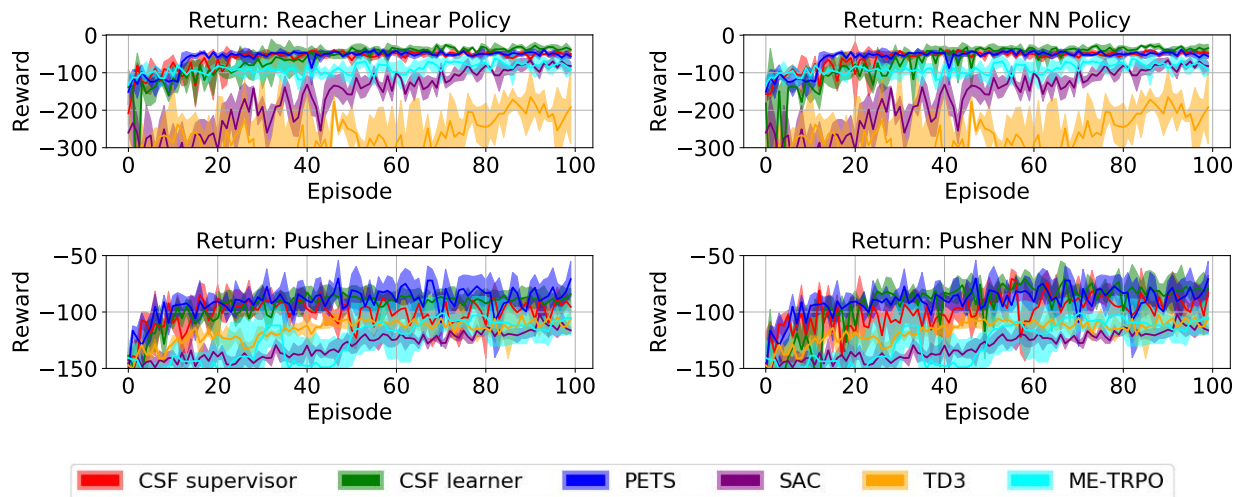 Return: Reacher Linear Policy
Reward
0
−100
−200
−300
0 20 40 60 80 100
Episode
Return: Reacher NN Policy
Reward
0
−100
−200
−300
0 20 40 60 80 100
Episode
Return: Pusher Linear Policy
Reward
−50
−100
−150
0 20 40 60 80 100
Episode
Return: Pusher NN Policy
Reward
−50
−100
−150
0 20 40 60 80 100
Episode
CSF supervisor CSF learner PETS SAC TD3 ME-TRPO